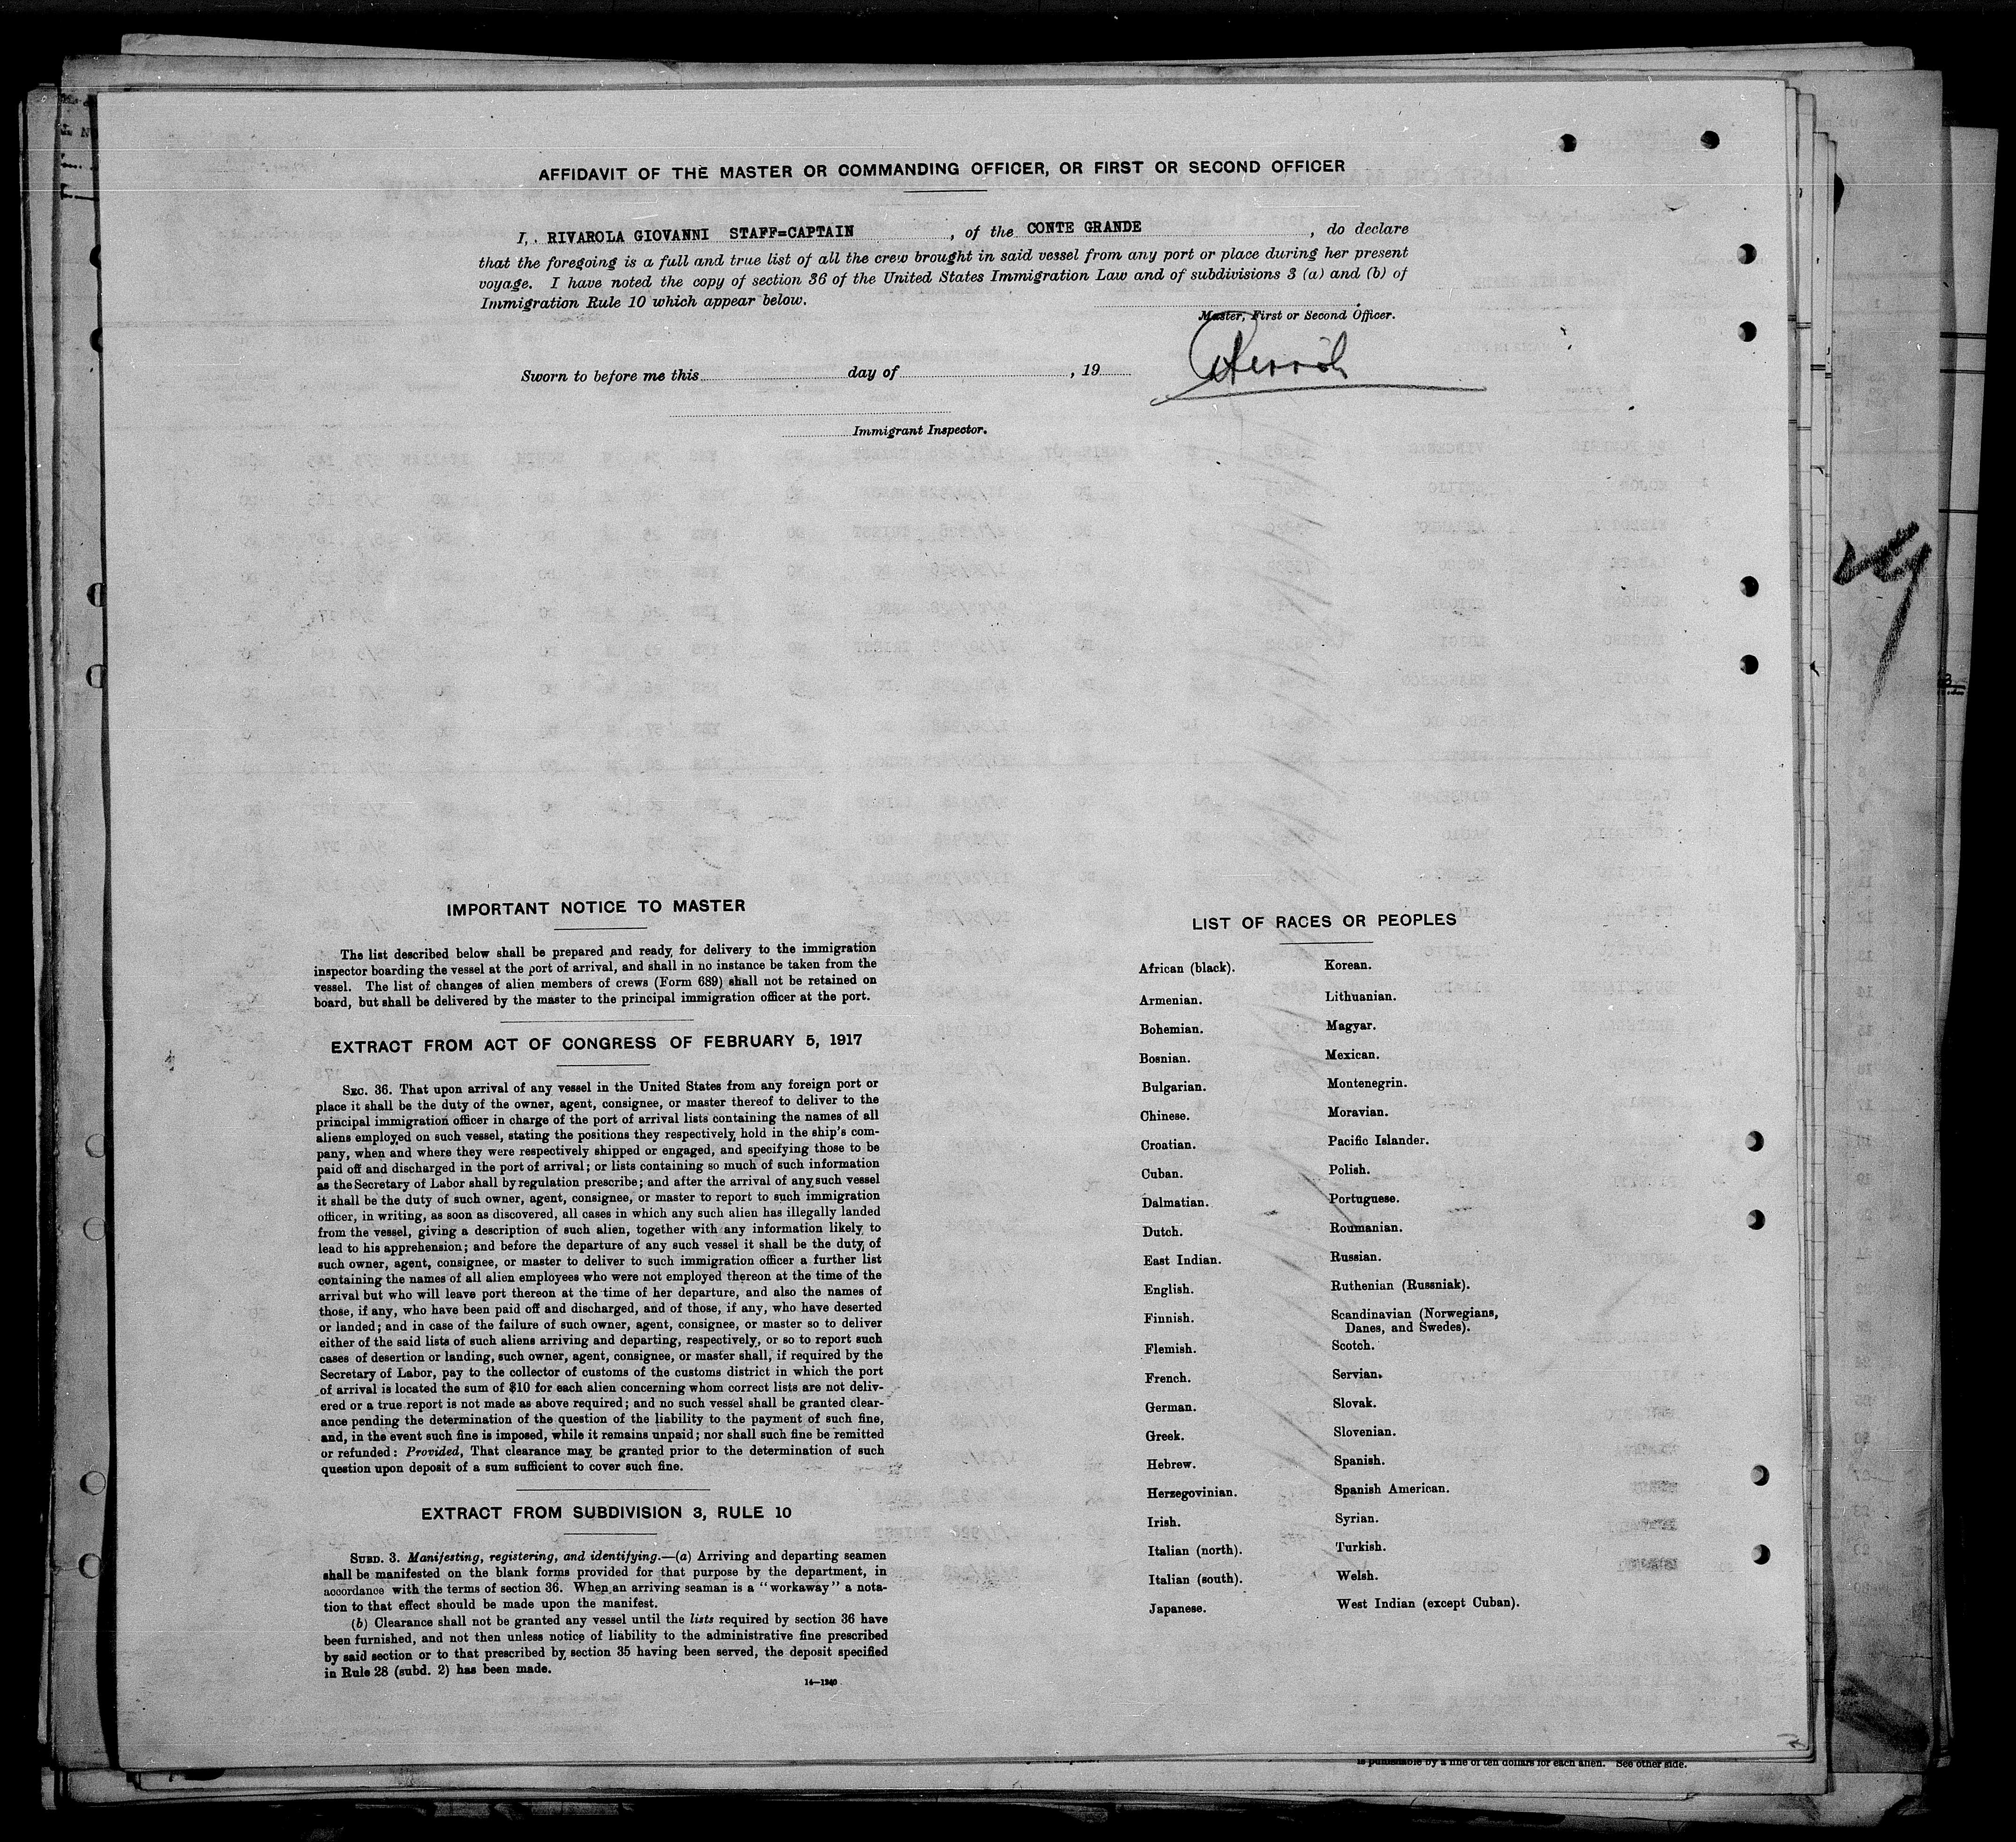 AFFIDAVIT OF THE MASTER OR COMMANDING OFFICER, OR FIRST OR SECOND OFFICER
I, RIVAROLA GIOVANNI STAFF=CAPTAIN, of the CONTE GRANDE, do declare
that the foregoing is a full and true list of all the crew brought in said vessel from any port or place during her present
voyage. I have noted the copy of section 36 of the United States Immigration Law and of subdivisions 3 (a) and (b) of
Immigration Rule 10 which appear below.
Master, First or Second Officer.
Sworn to before me this day of , 19
Immigrant Inspector.
IMPORTANT NOTICE TO MASTER
The list described below shall be prepared and ready for delivery to the immigration
inspector boarding the vessel at the port of arrival, and shall in no instance be taken from the
vessel. The list of changes of alien members of crews (Form 689) shall not be retained on
board, but shall be delivered by the master to the principal immigration officer at the port.
EXTRACT FROM ACT OF CONGRESS OF FEBRUARY 5, 1917
SEC. 36. That upon arrival of any vessel in the United States from any foreign port or
place it shall be the duty of the owner, agent, consignee, or master thereof to deliver to the
principal immigration officer in charge of the port of arrival lists containing the names of all
aliens employed on such vessel, stating the positions they respectively hold in the ship's com-
pany, when and where they were respectively shipped or engaged, and specifying those to be
paid off and discharged in the port of arrival; or lists containing so much of such information
as the Secretary of Labor shall by regulation prescribe; and after the arrival of any such vessel
it shall be the duty of such owner, agent, consignee, or master to report to such immigration
officer, in writing, as soon as discovered, all cases in which any such alien has illegally landed
from the vessel, giving a description of such alien, together with any information likely to
lead to his apprehension; and before the departure of any such vessel it shall be the duty of
such owner, agent, consignee, or master to deliver to such immigration officer a further list
containing the names of all alien employees who were not employed thereon at the time of the
arrival but who will leave port thereon at the time of her departure, and also the names of
those, if any, who have been paid off and discharged, and of those, if any, who have deserted
or landed; and in case of the failure of such owner, agent, consignee, or master so to deliver
either of the said lists of such aliens arriving and departing, respectively, or so to report such
cases of desertion or landing, such owner, agent, consignee, or master shall, if required by the
Secretary of Labor, pay to the collector of customs of the customs district in which the port
of arrival is located the sum of $10 for each alien concerning whom correct lists are not deliv-
ered or a true report is not made as above required; and no such vessel shall be granted clear-
ance pending the determination of the question of the liability to the payment of such fine,
and, in the event such fine is imposed, while it remains unpaid; nor shall such fine be remitted
or refunded: Provided, That clearance may be granted prior to the determination of such
question upon deposit of a sum sufficient to cover such fine.
EXTRACT FROM SUBDIVISION 3, RULE 10
SUBD. 3. Manifesting, registering, and identifying.—(a) Arriving and departing seamen
shall be manifested on the blank forms provided for that purpose by the department, in
accordance with the terms of section 36. When an arriving seaman is a "workaway" a nota-
tion to that effect should be made upon the manifest.
(b) Clearance shall not be granted any vessel until the lists required by section 36 have
been furnished, and not then unless notice of liability to the administrative fine prescribed
by said section or to that prescribed by section 35 having been served, the deposit specified
in Rule 28 (subd. 2) has been made.
14—1240
LIST OF RACES OR PEOPLES
African (black).
Armenian.
Bohemian.
Bosnian.
Bulgarian.
Chinese.
Croatian.
Cuban.
Dalmatian.
Dutch.
East Indian.
English.
Finnish.
Flemish.
French.
German.
Greek.
Hebrew.
Herzegovinian.
Irish.
Italian (north).
Italian (south).
Japanese.
Korean.
Lithuanian.
Magyar.
Mexican.
Montenegrin.
Moravian.
Pacific Islander.
Polish.
Portuguese.
Roumanian.
Russian.
Ruthenian (Russniak).
Scandinavian (Norwegians,
Danes, and Swedes).
Scotch.
Servian.
Slovak.
Slovenian.
Spanish.
Spanish American.
Syrian.
Turkish.
Welsh.
West Indian (except Cuban).
is punishable by a fine of ten dollars for each alien. See other side.